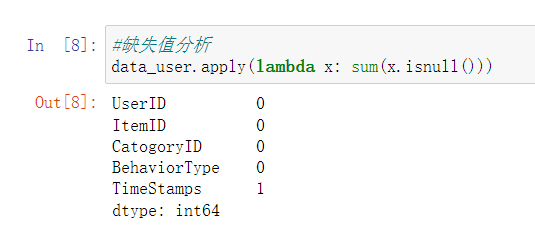 In [8]: #缺失值分析
data_user.apply(lambda x: sum(x.isnull()))
Out[8]: UserID 0
ItemID 0
CatogoryID 0
BehaviorType 0
TimeStamps 1
dtype: int64